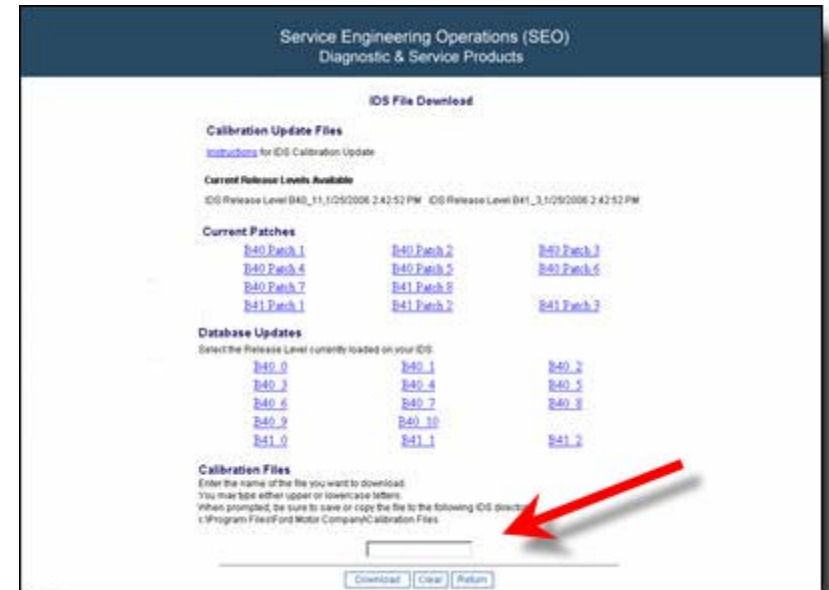 Service Engineering Operations (SEO)
Diagnostic & Service Products
IDS File Download
Calibration Update Files
Instructions for IDS Calibration Update
Current Release Levels Available
IDS Release Level B40_11,1/25/2006 2:42:52 PM IDS Release Level B41_3,1/25/2006 2:42:52 PM
Current Patches
B40 Patch 1 B40 Patch 2 B40 Patch 3
B40 Patch 4 B40 Patch 5 B40 Patch 6
B40 Patch 7 B41 Patch 8
B41 Patch 1 B41 Patch 2 B41 Patch 3
Database Updates
Select the Release Level currently loaded on your IDS.
B40_0 B40_1 B40_2
B40_3 B40_4 B40_5
B40_6 B40_7 B40_8
B40_9 B40_10
B41_0 B41_1 B41_2
Calibration Files
Enter the name of the file you want to download.
You may type either upper or lowercase letters.
When prompted, be sure to save or copy the file to the following IDS
c:\Program Files\Ford Motor Company\Calibration Files
Download Clear Return